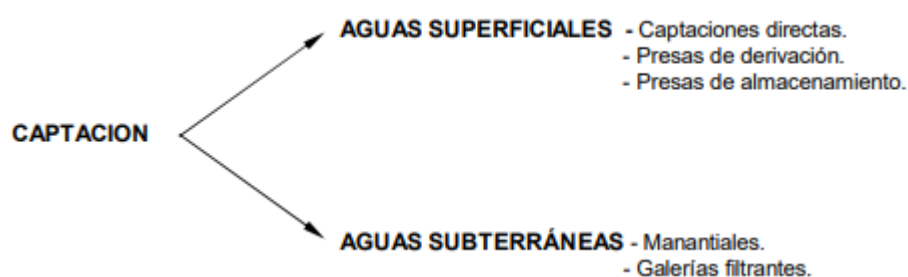 AGUAS SUPERFICIALES - Captaciones directas.
- Presas de derivación.
- Presas de almacenamiento.
CAPTACION
AGUAS SUBTERRÁNEAS - Manantiales.
- Galerías filtrantes.